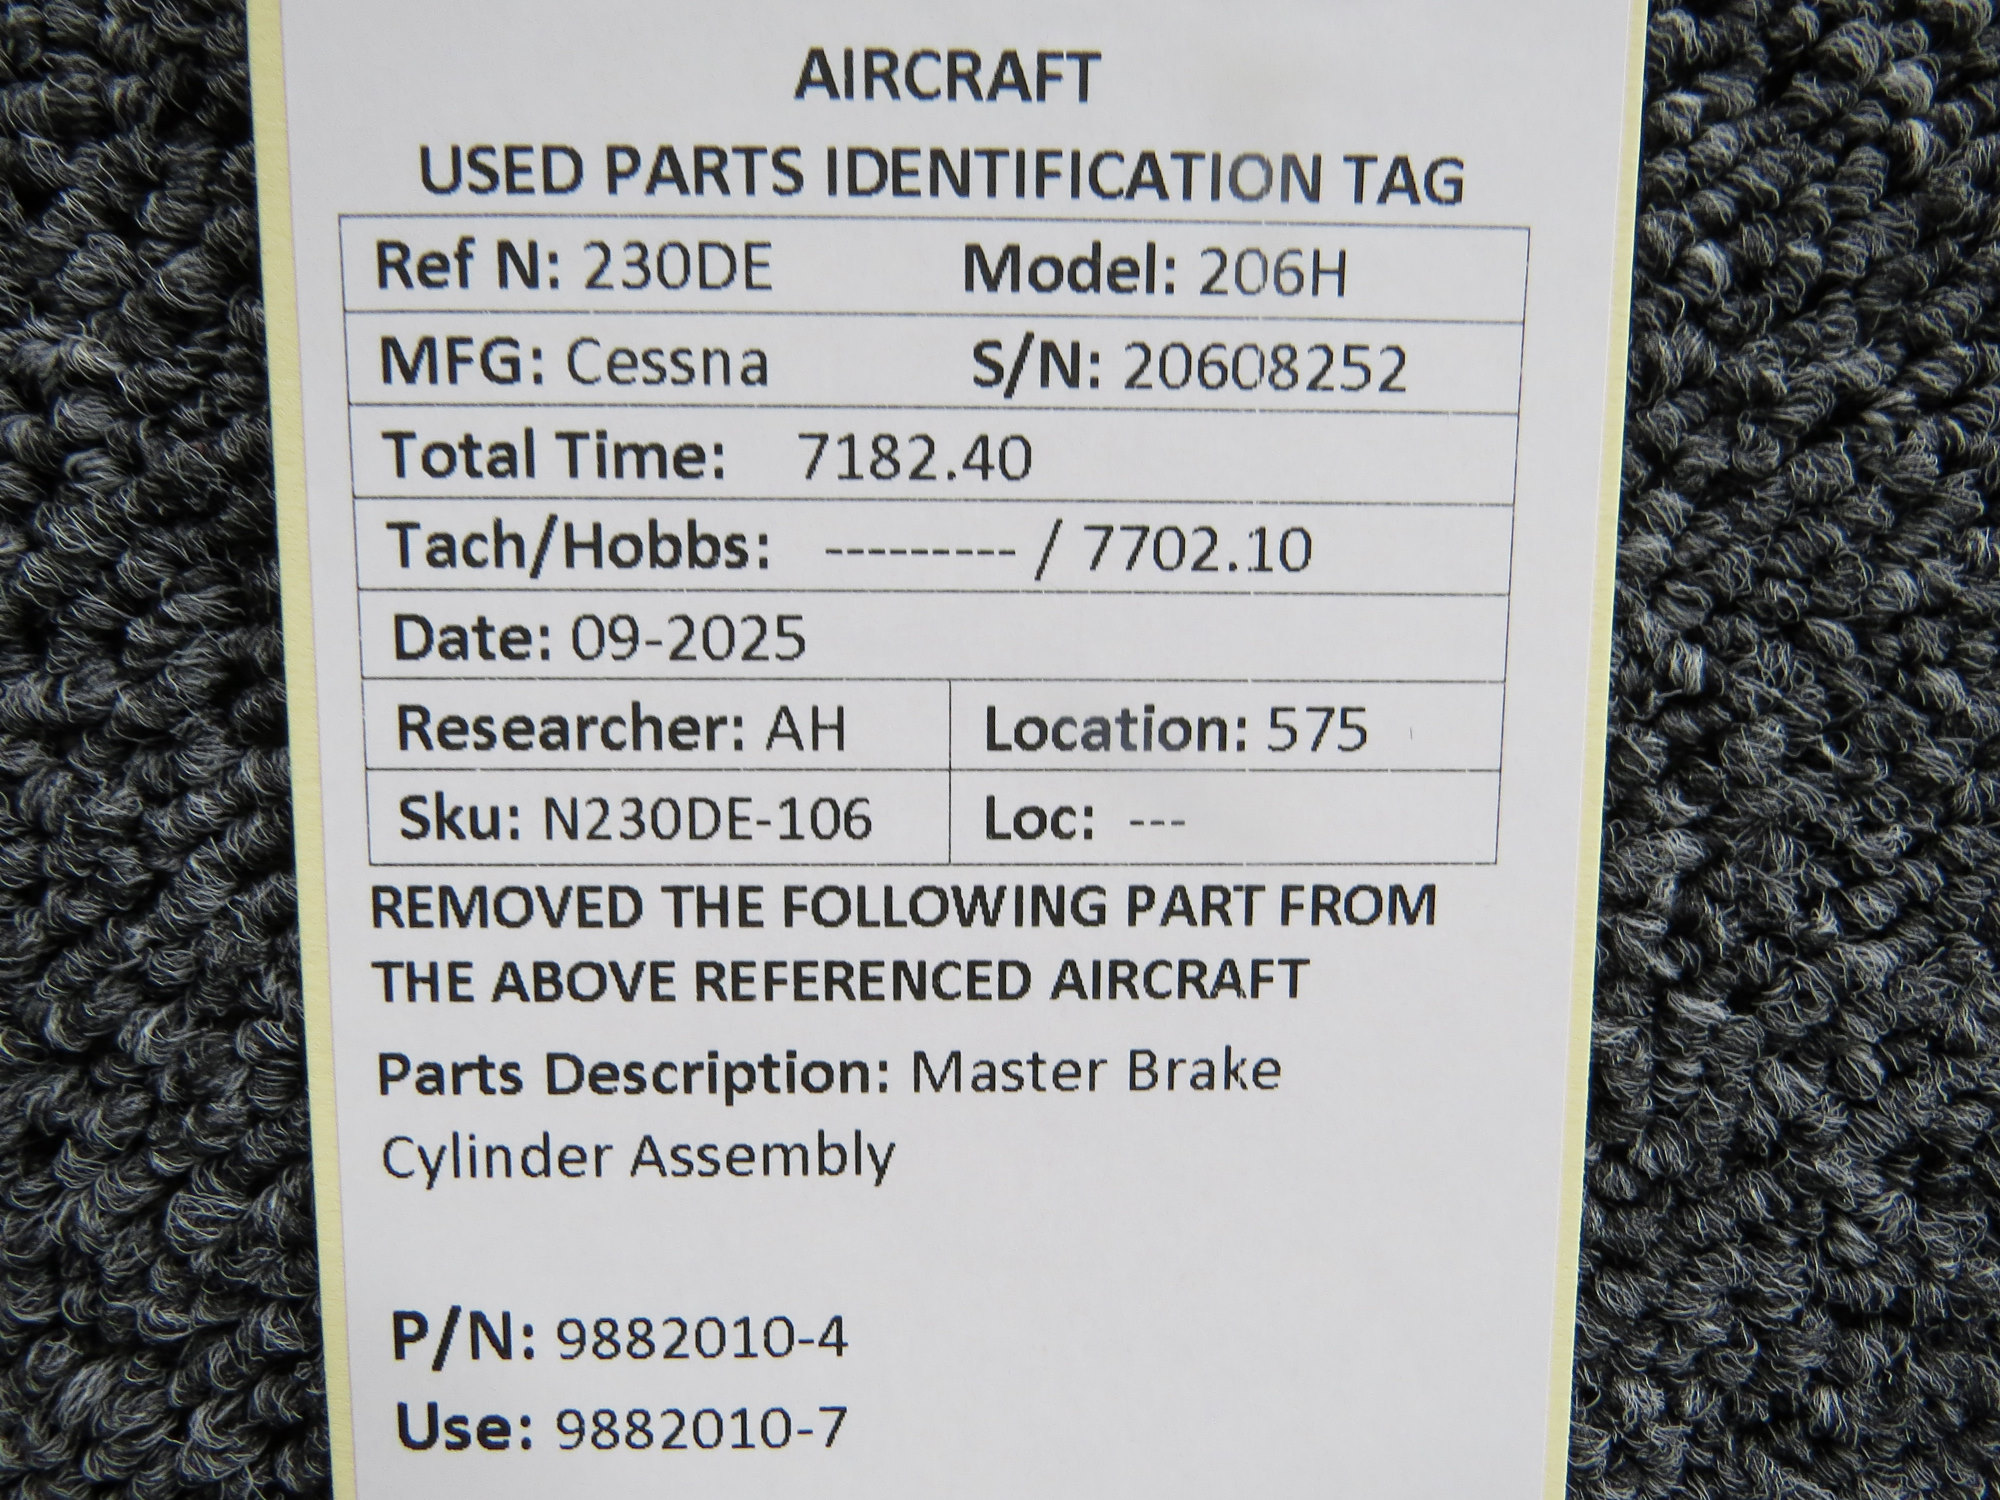 AIRCRAFT
USED PARTS IDENTIFICATION TAG
Ref N: 230DE Model: 206H
MFG: Cessna S/N: 20608252
Total Time: 7182.40
Tach/Hobbs: --------- / 7702.10
Date: 09-2025
Researcher: AH Location: 575
Sku: N230DE-106 Loc: ---
REMOVED THE FOLLOWING PART FROM
THE ABOVE REFERENCED AIRCRAFT
Parts Description: Master Brake
Cylinder Assembly
P/N: 9882010-4
Use: 9882010-7